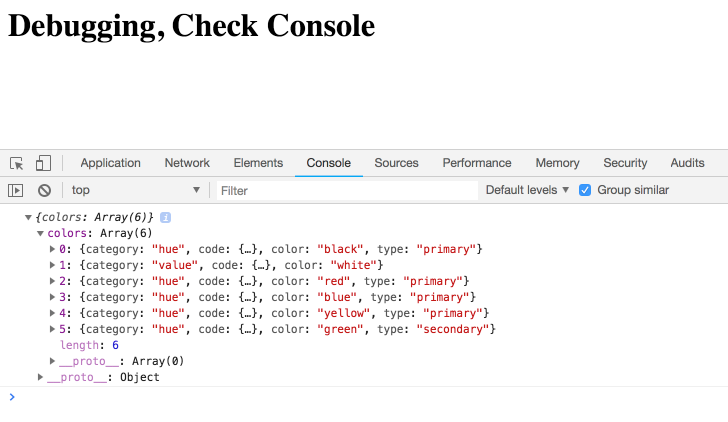 Debugging, Check Console
Application Network Elements Console Sources Performance Memory Security Audits
top Filter Default levels Group similar
{colors: Array(6)} i
colors: Array(6)
0: {category: "hue", code: {…}, color: "black", type: "primary"}
1: {category: "value", code: {…}, color: "white"}
2: {category: "hue", code: {…}, color: "red", type: "primary"}
3: {category: "hue", code: {…}, color: "blue", type: "primary"}
4: {category: "hue", code: {…}, color: "yellow", type: "primary"}
5: {category: "hue", code: {…}, color: "green", type: "secondary"}
length: 6
__proto__: Array(0)
__proto__: Object